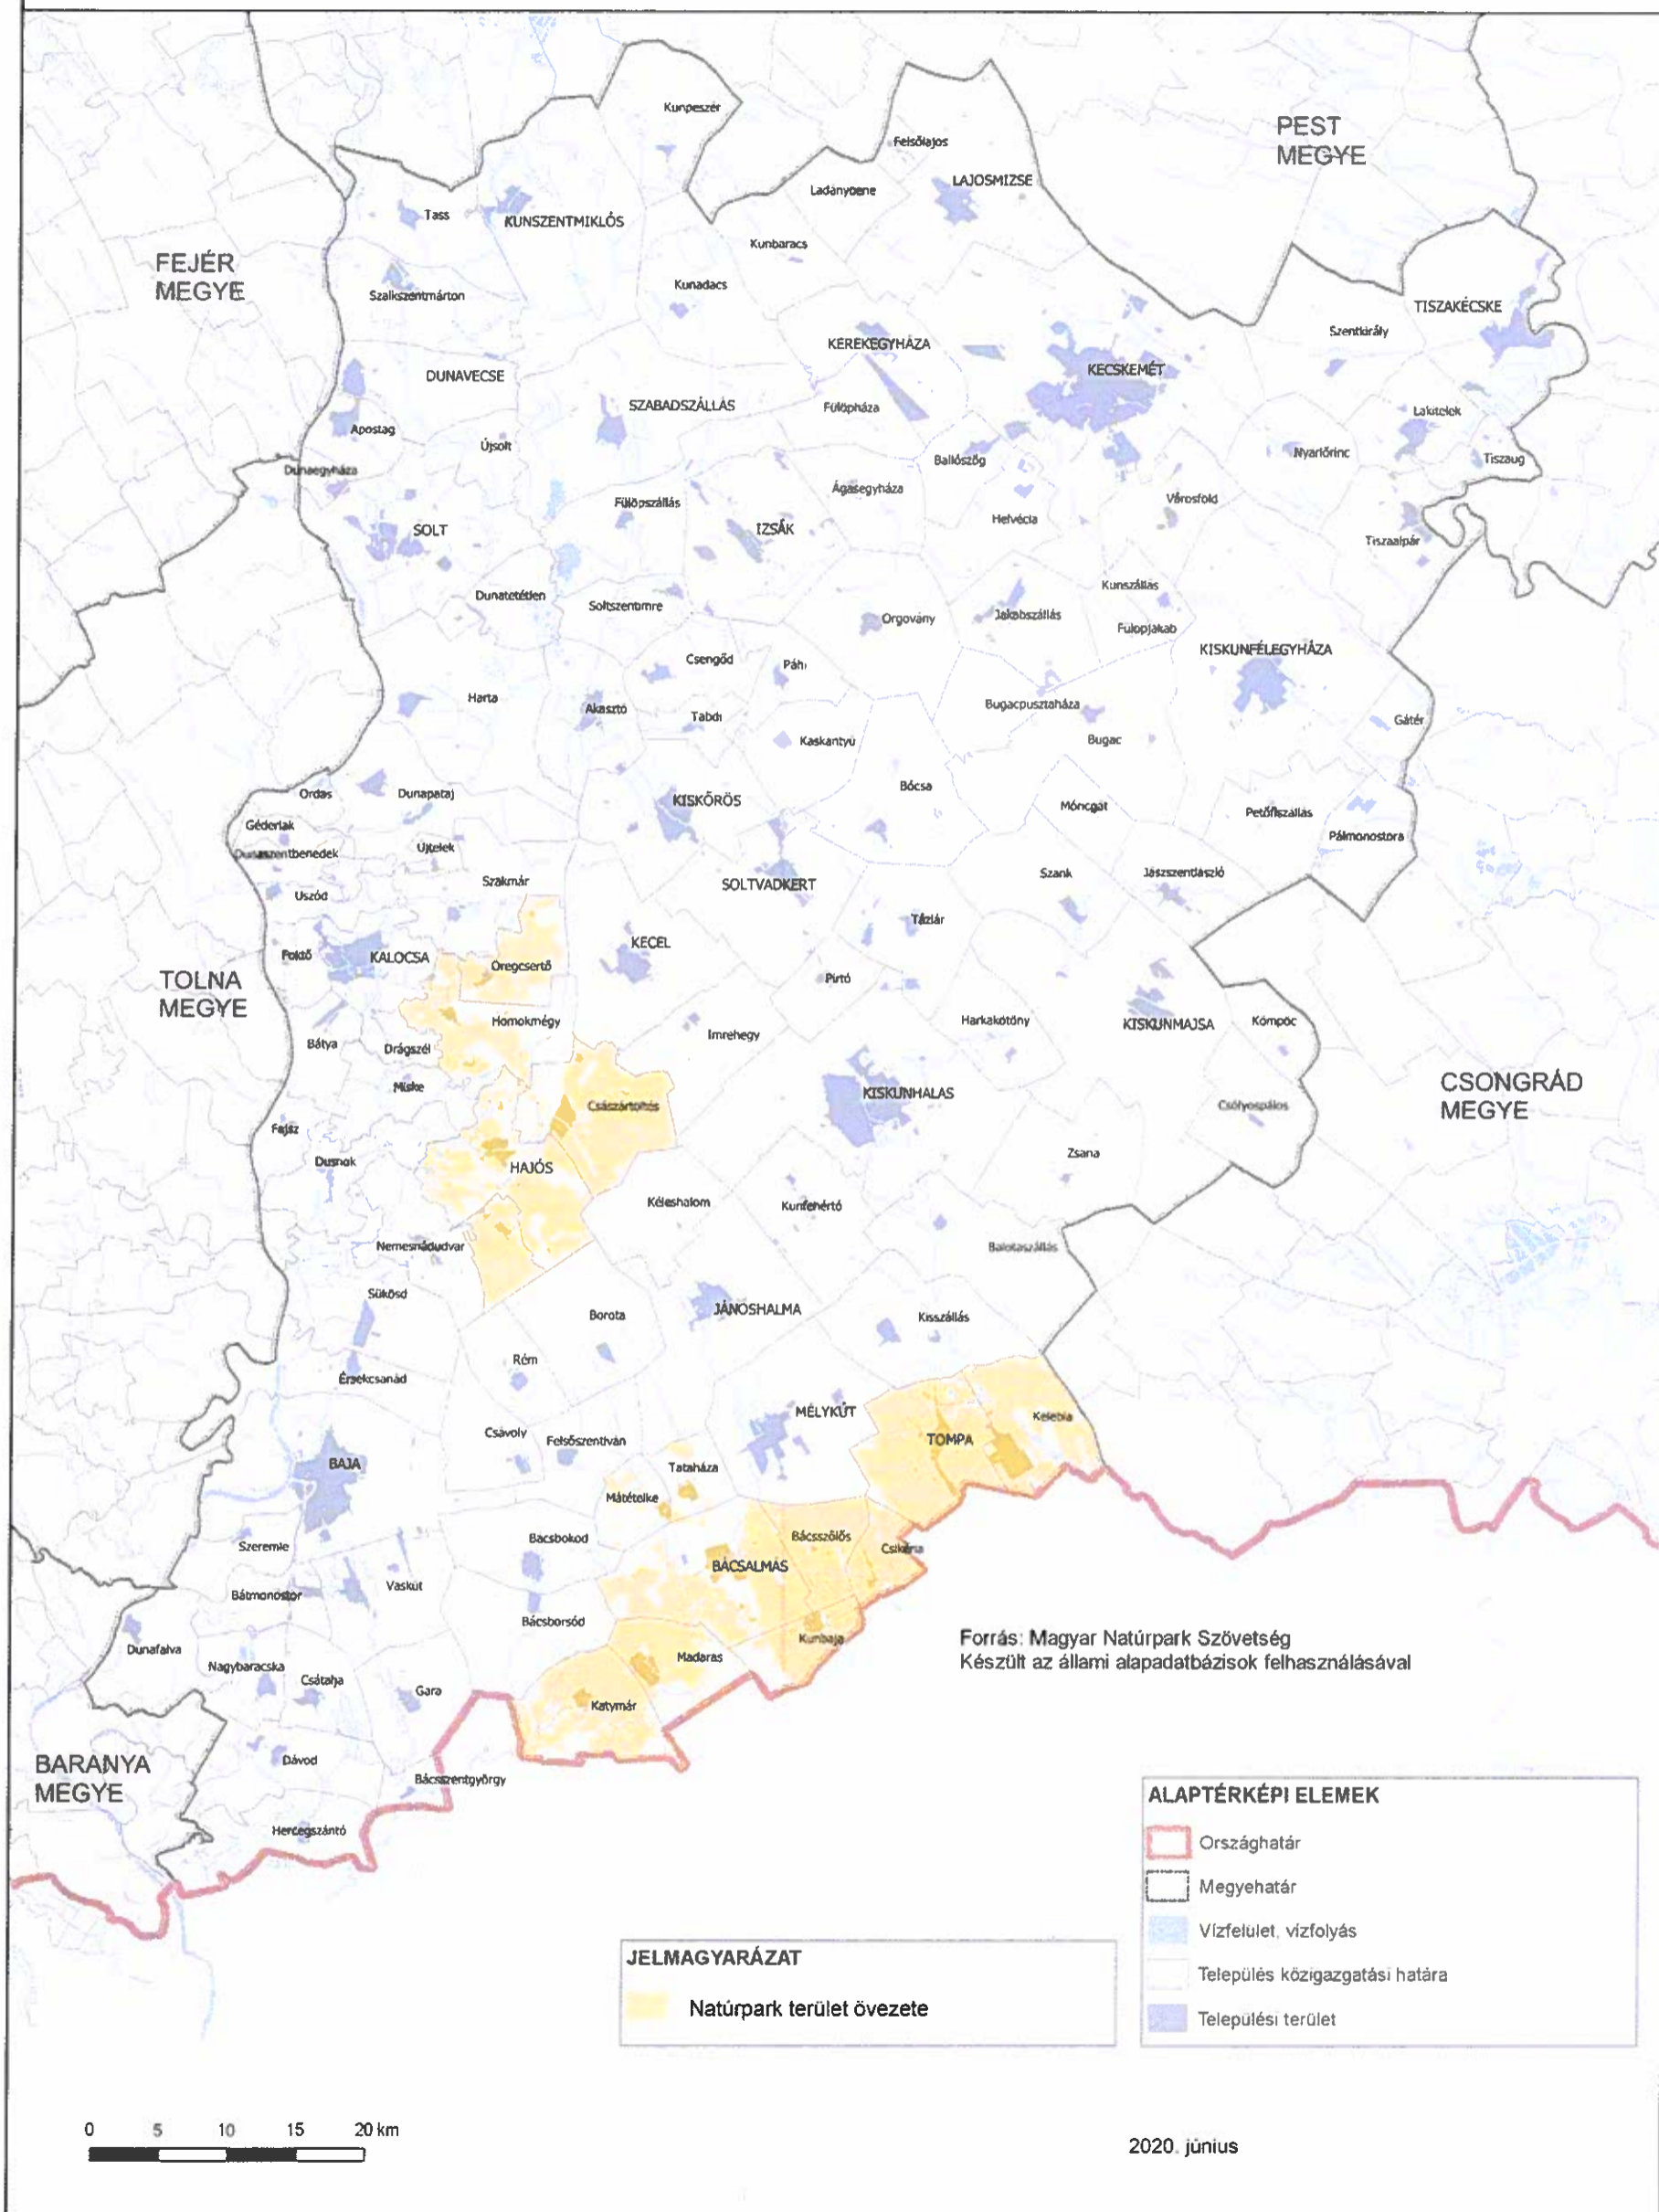 Kunpeszér
PEST
MEGYE
Felsőlajos
LAJOSMIZSE
Tass
KUNSZENTMIKLÓS
Kunbaracs
FEJÉR
MEGYE
Kunadacs
Szalkszentmárton
TISZAKÉCSKE
Szentkirály
KEREKEGYHÁZA
KECSKEMÉT
DUNAVECSE
SZABADSZÁLLÁS
Fülöpháza
Lakitelek
Apostag
Újsolt
Nyárlőrinc
Ballószög
Tiszaug
Dunaegyháza
Ágasegyháza
Városföld
Fülöpszállás
Helvécia
SOLT
IZSÁK
Tiszaalpár
Kunszállás
Dunatetétlen
Soltszentimre
Jakabszállás
Orgovány
Fülöpjakab
KISKUNFÉLEGYHÁZA
Csengőd
Páhi
Harta
Bugacpusztaháza
Akasztó
Tabdi
Gátér
Kaskantyú
Bugac
Bócsa
Ordas
Dunapataj
KISKŐRÖS
Móricgát
Petőfiszállás
Géderlak
Pálmonostora
Dunaszentbenedek
Újtelek
Szank
Jászszentlászló
Szakmár
SOLTVADKERT
Uszód
Tázlár
KECEL
Foktő
KALOCSA
Öregcsertő
TOLNA
MEGYE
Pirtó
Homokmégy
Harkakötöny
KISKUNMAJSA
Kömpöc
Imrehegy
Bátya
Drágszél
CSONGRÁD
MEGYE
Miske
KISKUNHALAS
Császártöltés
Csólyospálos
Fajsz
Zsana
Dusnok
HAJÓS
Kéleshalom
Kunfehértó
Nemesnádudvar
Balotaszállás
Sükösd
JÁNOSHALMA
Borota
Kisszállás
Rém
Érsekcsanád
MÉLYKÚT
Kelebia
Csávoly
Felsőszentiván
TOMPA
BAJA
Tataháza
Mátételke
Bácsszőlős
Bácsbokod
Szeremle
Csikéria
BÁCSALMÁS
Vaskút
Bátmonostor
Bácsborsód
Kunbaja
Forrás: Magyar Natúrpark Szövetség
Dunafalva
Madaras
Készült az állami alapadatbázisok felhasználásával
Nagybaracska
Csátalja
Gara
Katymár
BARANYA
MEGYE
Dávod
Bácsszentgyörgy
ALAPTÉRKÉPI ELEMEK
Hercegszántó
Országhatár
Megyehatár
Vízfelület, vízfolyás
JELMAGYARÁZAT
Település közigazgatási határa
Natúrpark terület övezete
Települési terület
0 5 10 15 20 km
2020. június